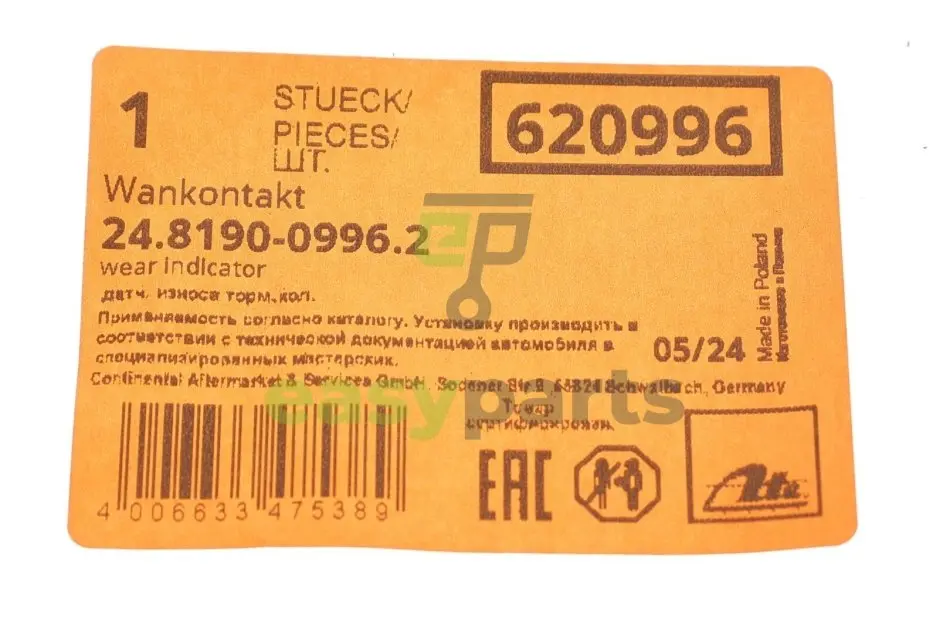 1
STUECK/
PIECES/
ШТ.
620996
Wankontakt
24.8190-0996.2
wear indicator
датч. износа торм.кол.
Применяемость согласно каталогу. Установку производить в
соответствии с технической документацией автомобиля в
специализированных мастерских.
05/24
Made in Poland
Изготовлено в Польше
Continental Aftermarket & Services GmbH, Sodener Str.9, 65824 Schwalbach, Germany
Товар
сертифицирован.
4 006633 475389
EAC
Ate
easyparts